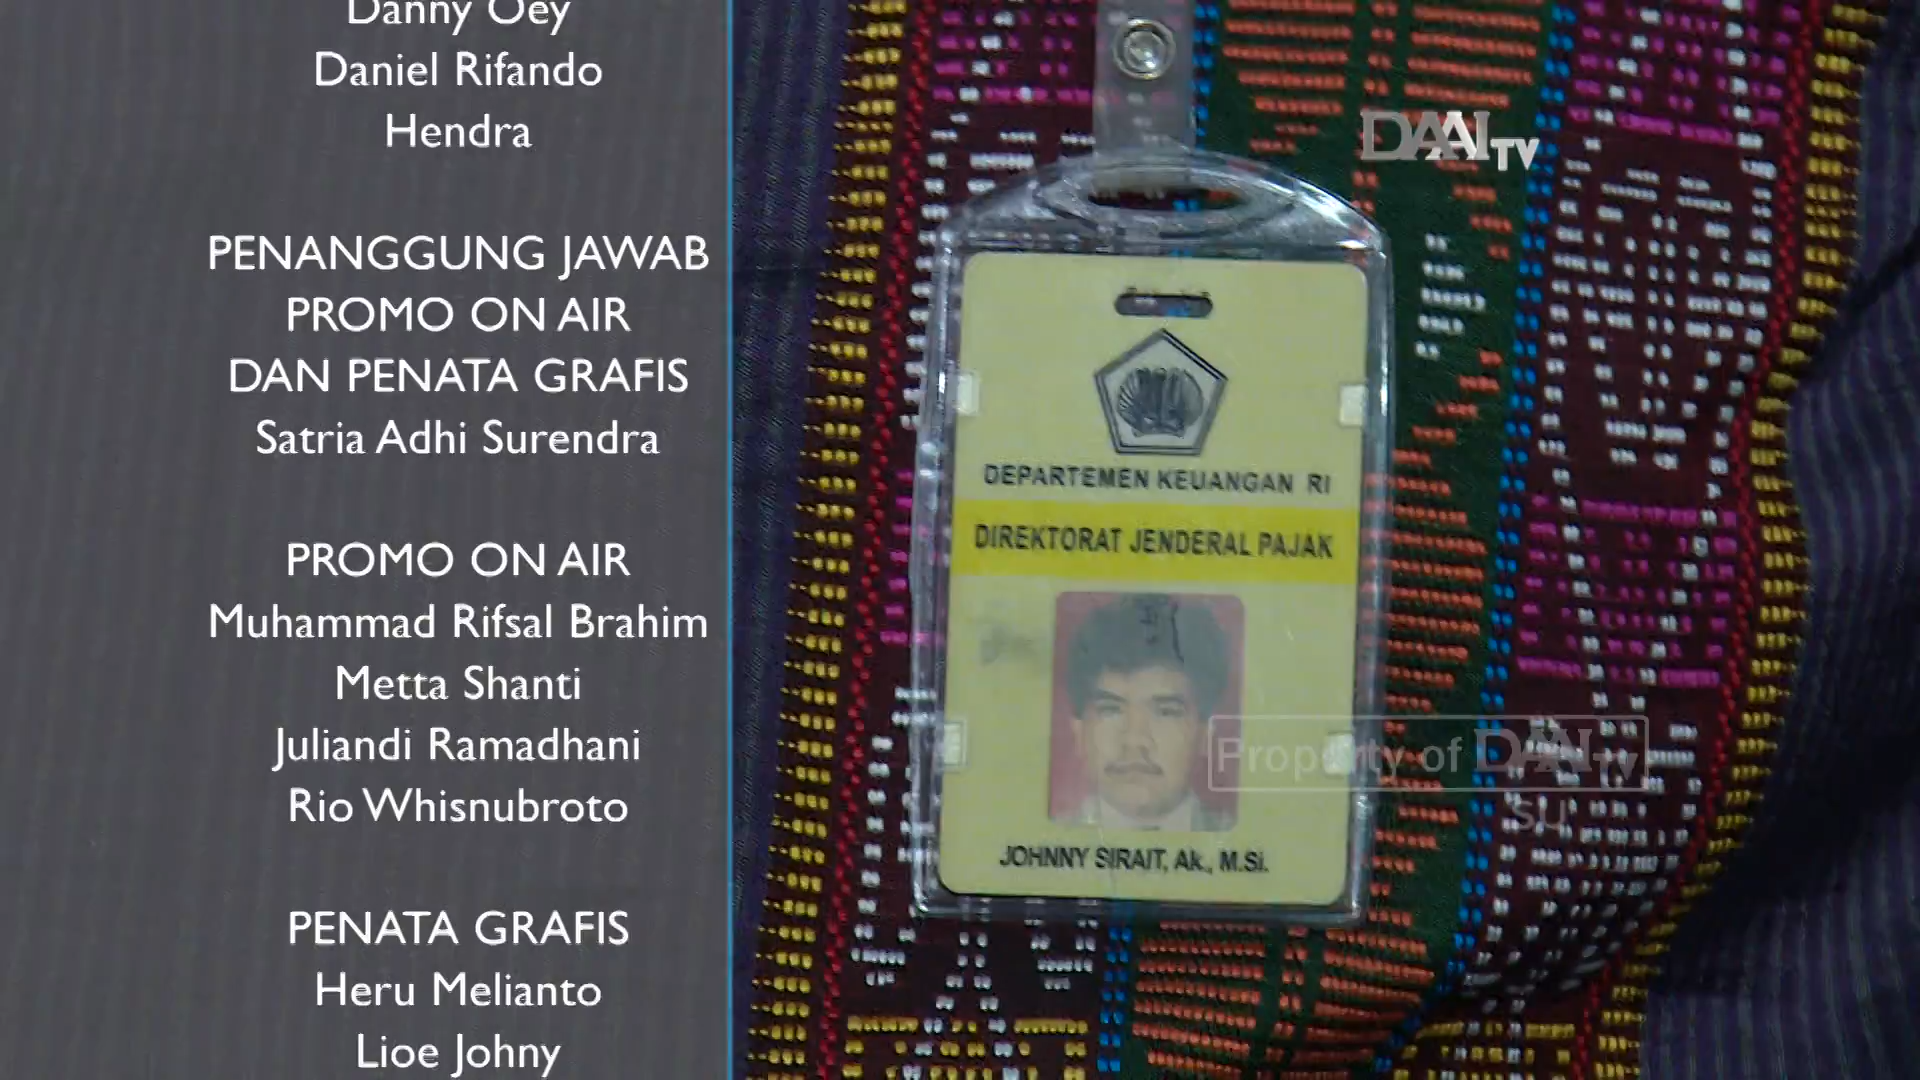 Danny Oey
Daniel Rifando
Hendra
PENANGGUNG JAWAB
PROMO ON AIR
DAN PENATA GRAFIS
Satria Adhi Surendra
PROMO ON AIR
Muhammad Rifsal Brahim
Metta Shanti
Juliandi Ramadhani
Rio Whisnubroto
PENATA GRAFIS
Heru Melianto
Lioe Johny
DAAI TV
DEPARTEMEN KEUANGAN RI
DIREKTORAT JENDERAL PAJAK
Property of DAAI TV
SU
JOHNNY SIRAIT, Ak., M.Si.